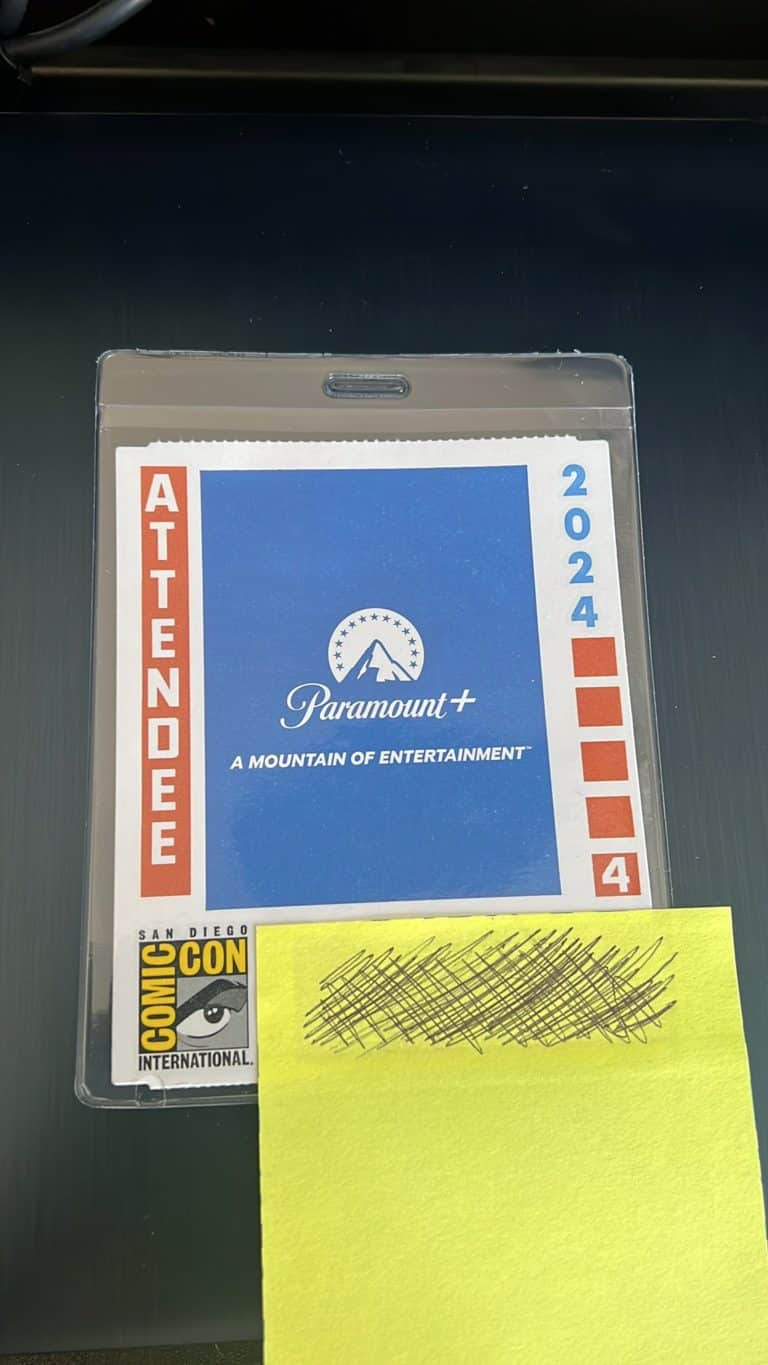 ATTENDEE
2024
4
Paramount+
A MOUNTAIN OF ENTERTAINMENT™
SAN DIEGO
COMIC CON
INTERNATIONAL.